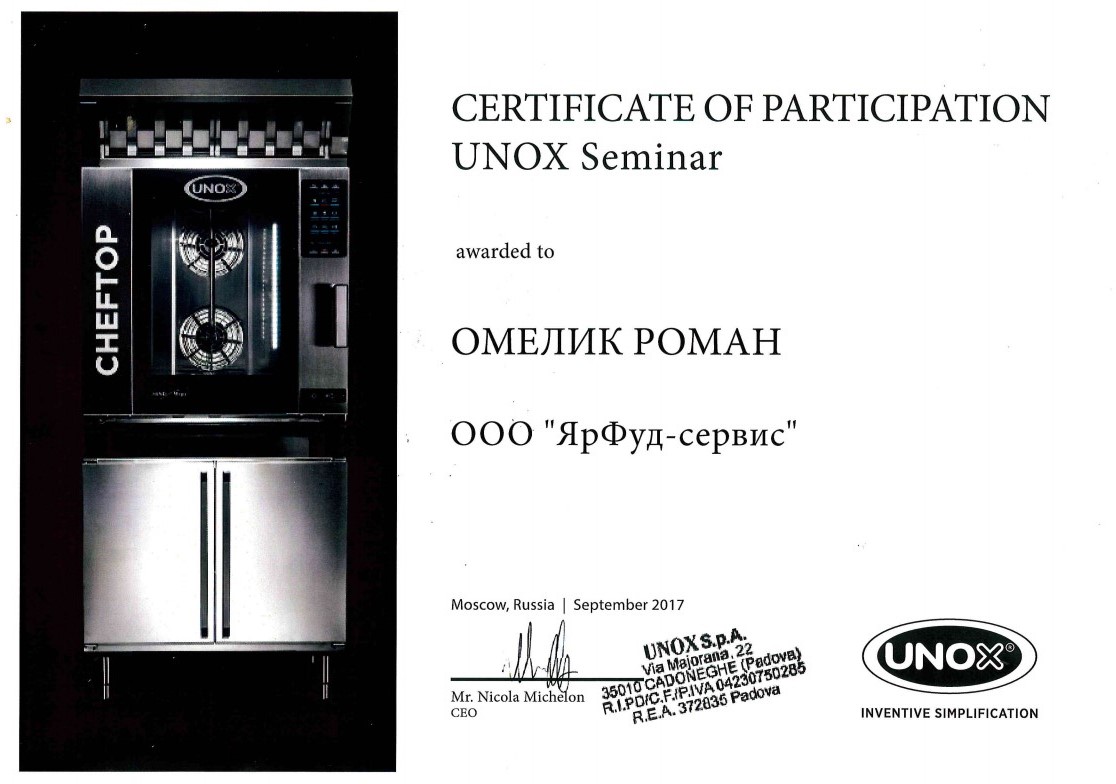 UNOX
CHEFTOP
CERTIFICATE OF PARTICIPATION
UNOX Seminar
awarded to
ОМЕЛИК РОМАН
ООО "ЯрФуд-сервис"
Moscow, Russia | September 2017
Mr. Nicola Michelon
CEO
UNOX S.p.A.
Via Majorana, 22
35010 CADONEGHE (Padova)
R.I.PD/C.F./P.IVA 04230750285
R.E.A. 372835 Padova
UNOX®
INVENTIVE SIMPLIFICATION